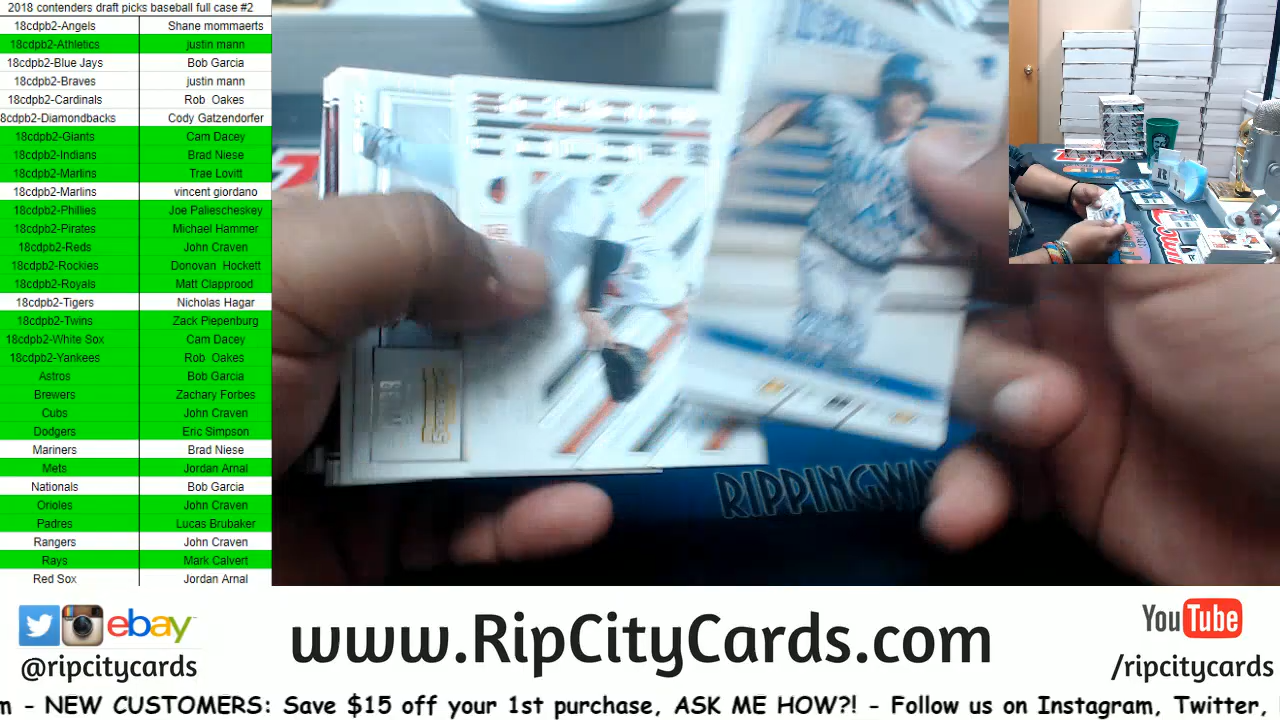 2018 contenders draft picks baseball full case #2
18cdpb2-Angels Shane mommaerts
18cdpb2-Athletics justin mann
18cdpb2-Blue Jays Bob Garcia
18cdpb2-Braves justin mann
18cdpb2-Cardinals Rob Oakes
8cdpb2-Diamondbacks Cody Gatzendorfer
18cdpb2-Giants Cam Dacey
18cdpb2-Indians Brad Niese
18cdpb2-Marlins Trae Lovitt
18cdpb2-Marlins vincent giordano
18cdpb2-Phillies Joe Paliescheskey
18cdpb2-Pirates Michael Hammer
18cdpb2-Reds John Craven
18cdpb2-Rockies Donovan Hockett
18cdpb2-Royals Matt Clapprood
18cdpb2-Tigers Nicholas Hagar
18cdpb2-Twins Zack Piepenburg
18cdpb2-White Sox Cam Dacey
18cdpb2-Yankees Rob Oakes
Astros Bob Garcia
Brewers Zachary Forbes
Cubs John Craven
Dodgers Eric Simpson
Mariners Brad Niese
Mets Jordan Arnal
Nationals Bob Garcia
Orioles John Craven
Padres Lucas Brubaker
Rangers John Craven
Rays Mark Calvert
Red Sox Jordan Arnal
RIPPINGW
ebay
@ripcitycards
www.RipCityCards.com
YouTube
/ripcitycards
m - NEW CUSTOMERS: Save $15 off your 1st purchase, ASK ME HOW?! - Follow us on Instagram, Twitter,